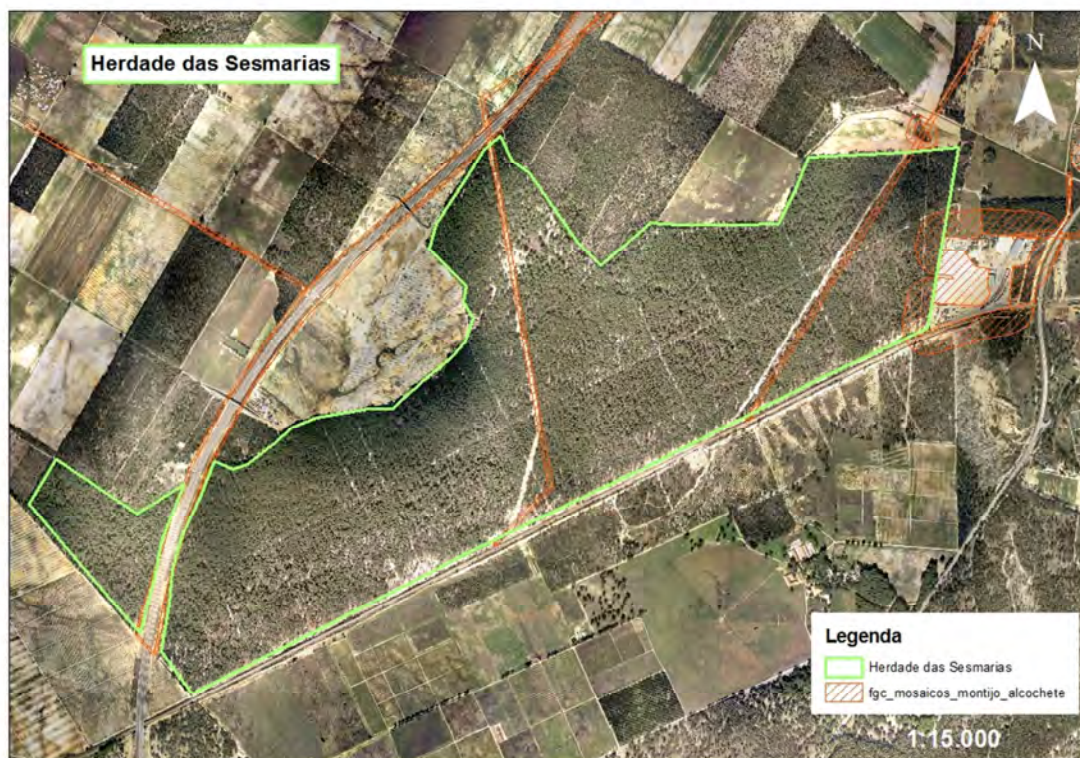 Herdade das Sesmarias
N
Legenda
Herdade das Sesmarias
fgc_mosaicos_montijo_alcochete
1:15.000